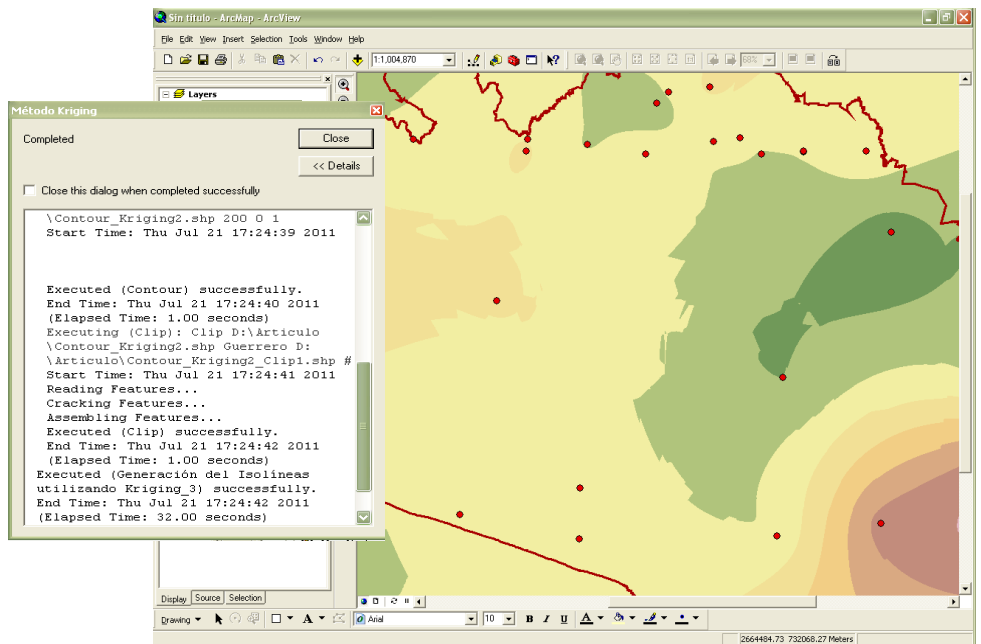 Sin título - ArcMap - ArcView
File Edit View Insert Selection Tools Window Help
1:1,004,870
68%
Layers
Método Kriging
Completed
Close
<< Details
Close this dialog when completed successfully
\Contour_Kriging2.shp 200 0 1
Start Time: Thu Jul 21 17:24:39 2011
Executed (Contour) successfully.
End Time: Thu Jul 21 17:24:40 2011
(Elapsed Time: 1.00 seconds)
Executing (Clip): Clip D:\Articulo
\Contour_Kriging2.shp Guerrero D:
\Articulo\Contour_Kriging2_Clip1.shp #
Start Time: Thu Jul 21 17:24:41 2011
Reading Features...
Cracking Features...
Assembling Features...
Executed (Clip) successfully.
End Time: Thu Jul 21 17:24:42 2011
(Elapsed Time: 1.00 seconds)
Executed (Generación del Isolíneas
utilizando Kriging_3) successfully.
End Time: Thu Jul 21 17:24:42 2011
(Elapsed Time: 32.00 seconds)
Display Source Selection
Drawing A Arial 10 B I U A
2664484.73 732068.27 Meters